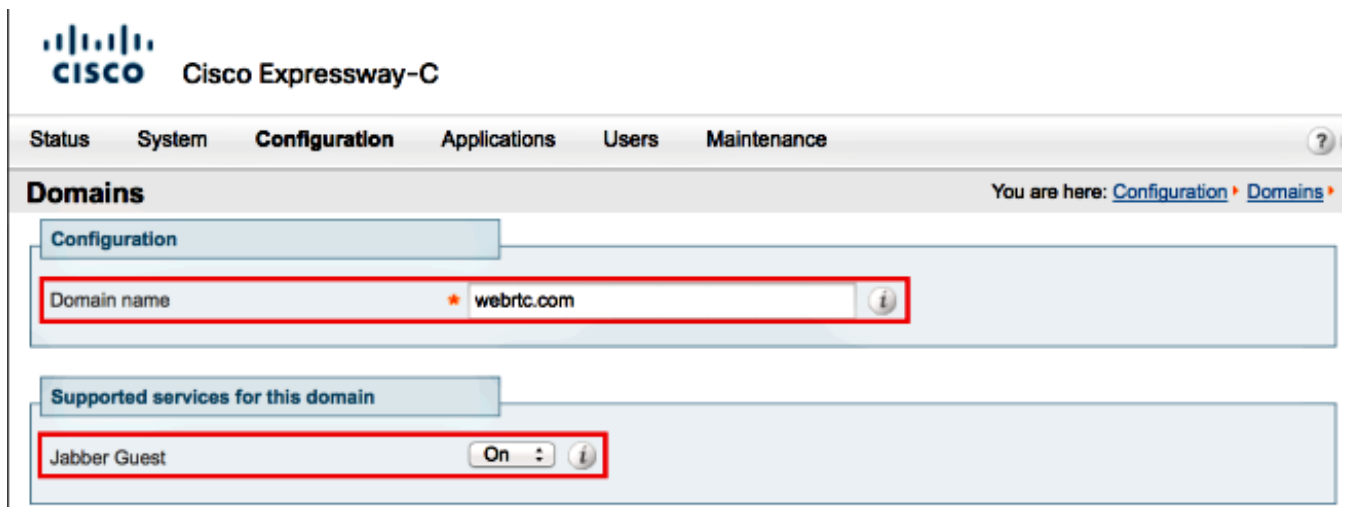 CISCO Cisco Expressway-C
Status System Configuration Applications Users Maintenance ?
Domains You are here: Configuration Domains
Configuration
Domain name * webrtc.com i
Supported services for this domain
Jabber Guest On i